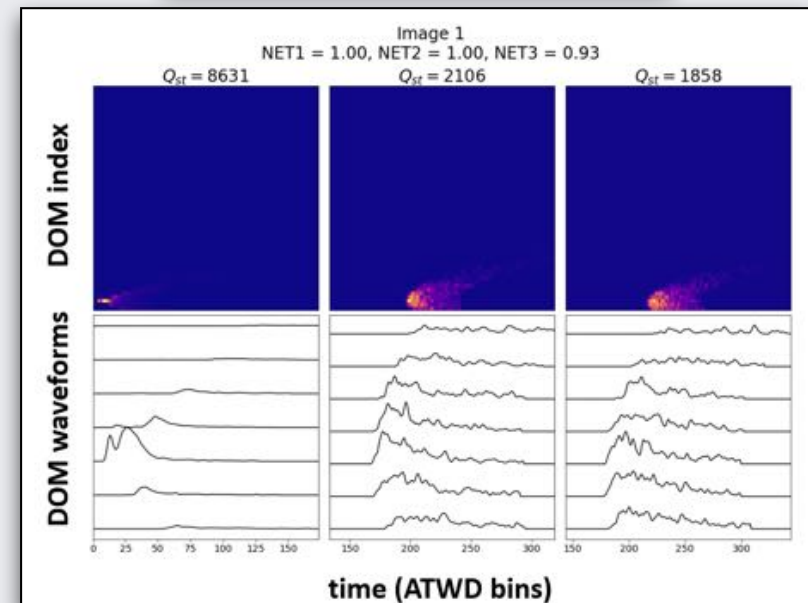 Image 1
NET1 = 1.00, NET2 = 1.00, NET3 = 0.93
Q_st = 8631 Q_st = 2106 Q_st = 1858
DOM index
DOM waveforms
0 25 50 75 100 125 150 150 200 250 300 150 200 250 300
time (ATWD bins)